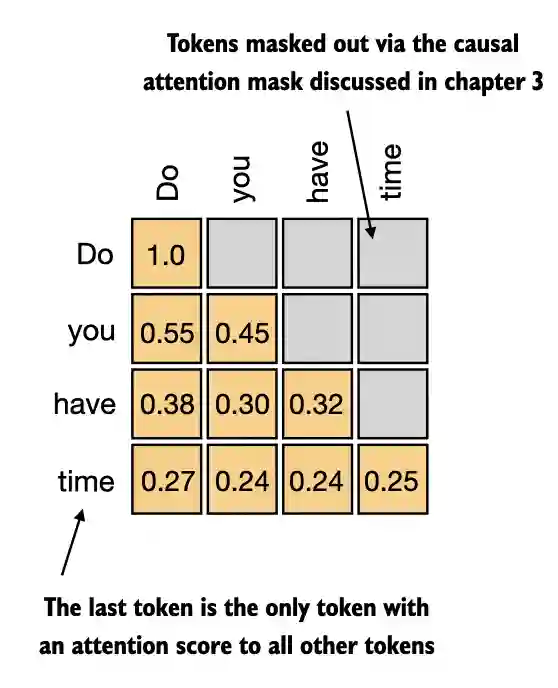 Tokens masked out via the causal
attention mask discussed in chapter 3
Do you have time
Do 1.0
you 0.55 0.45
have 0.38 0.30 0.32
time 0.27 0.24 0.24 0.25
The last token is the only token with
an attention score to all other tokens